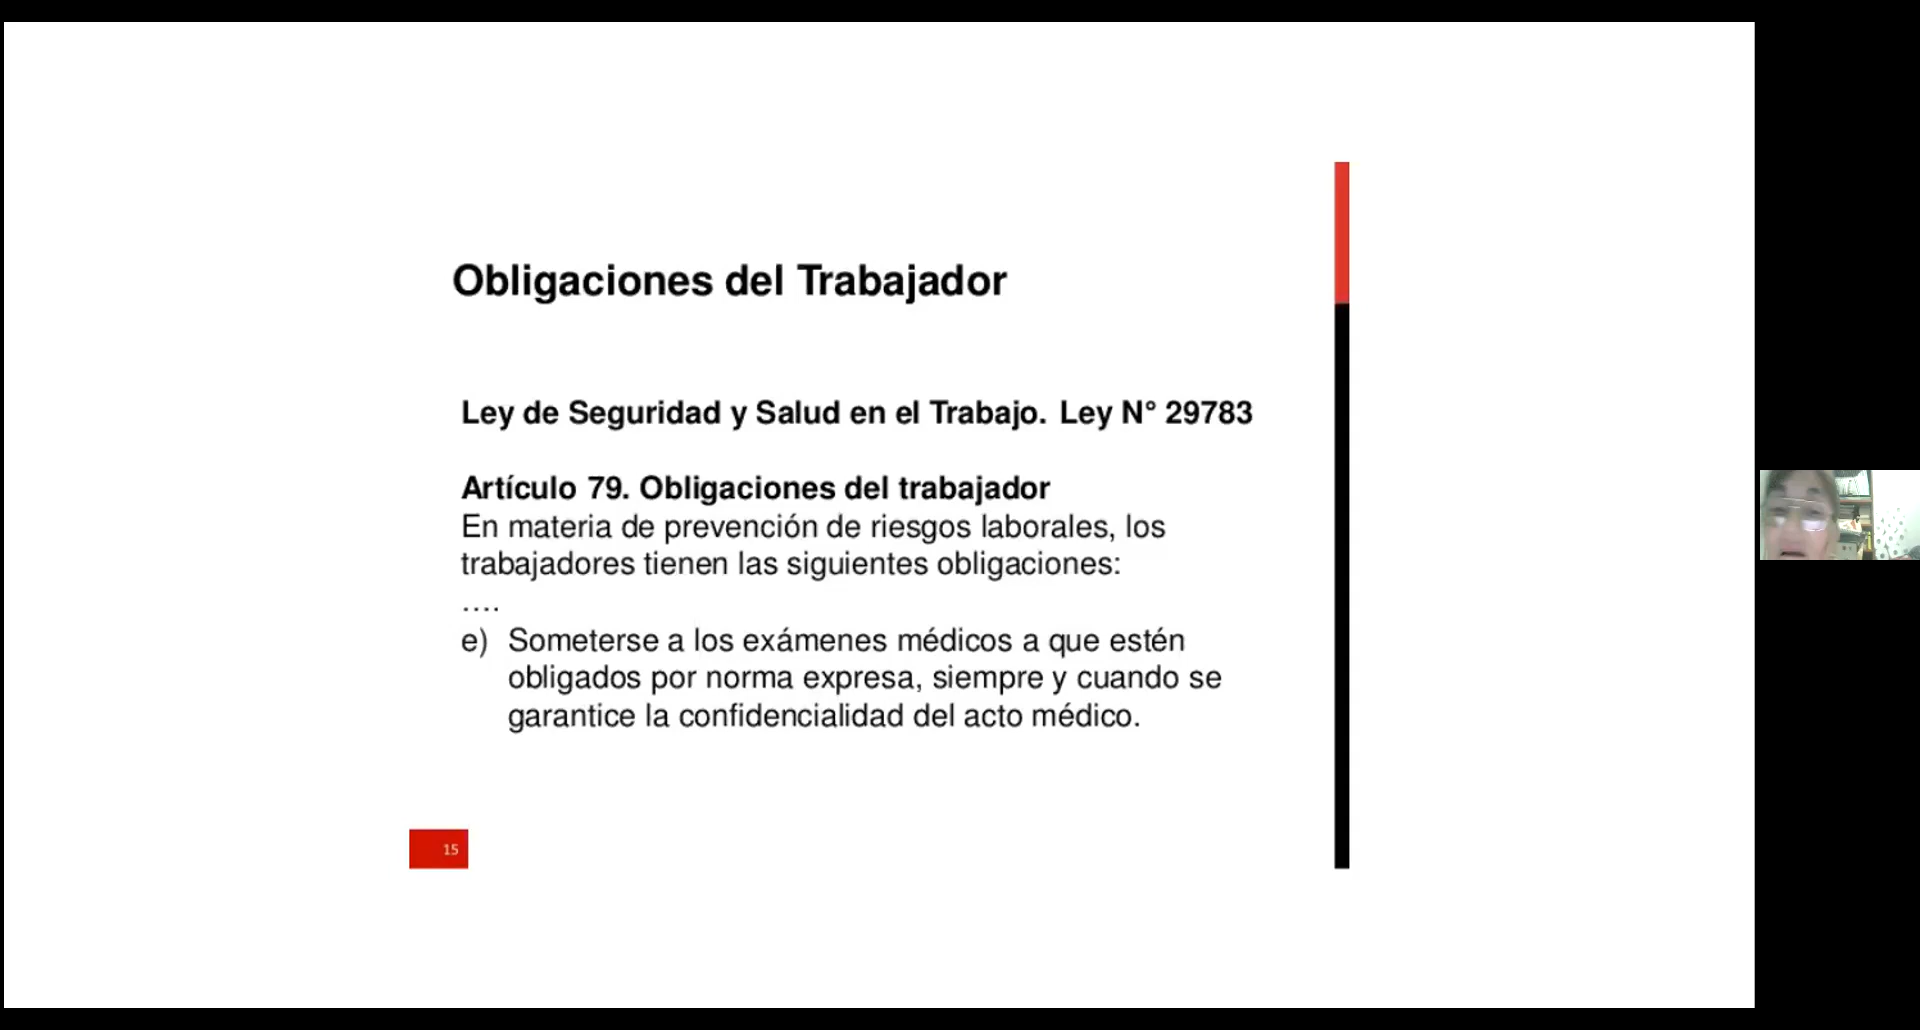 Obligaciones del Trabajador
Ley de Seguridad y Salud en el Trabajo. Ley N° 29783
Artículo 79. Obligaciones del trabajador
En materia de prevención de riesgos laborales, los
trabajadores tienen las siguientes obligaciones:
....
e) Someterse a los exámenes médicos a que estén
obligados por norma expresa, siempre y cuando se
garantice la confidencialidad del acto médico.
15